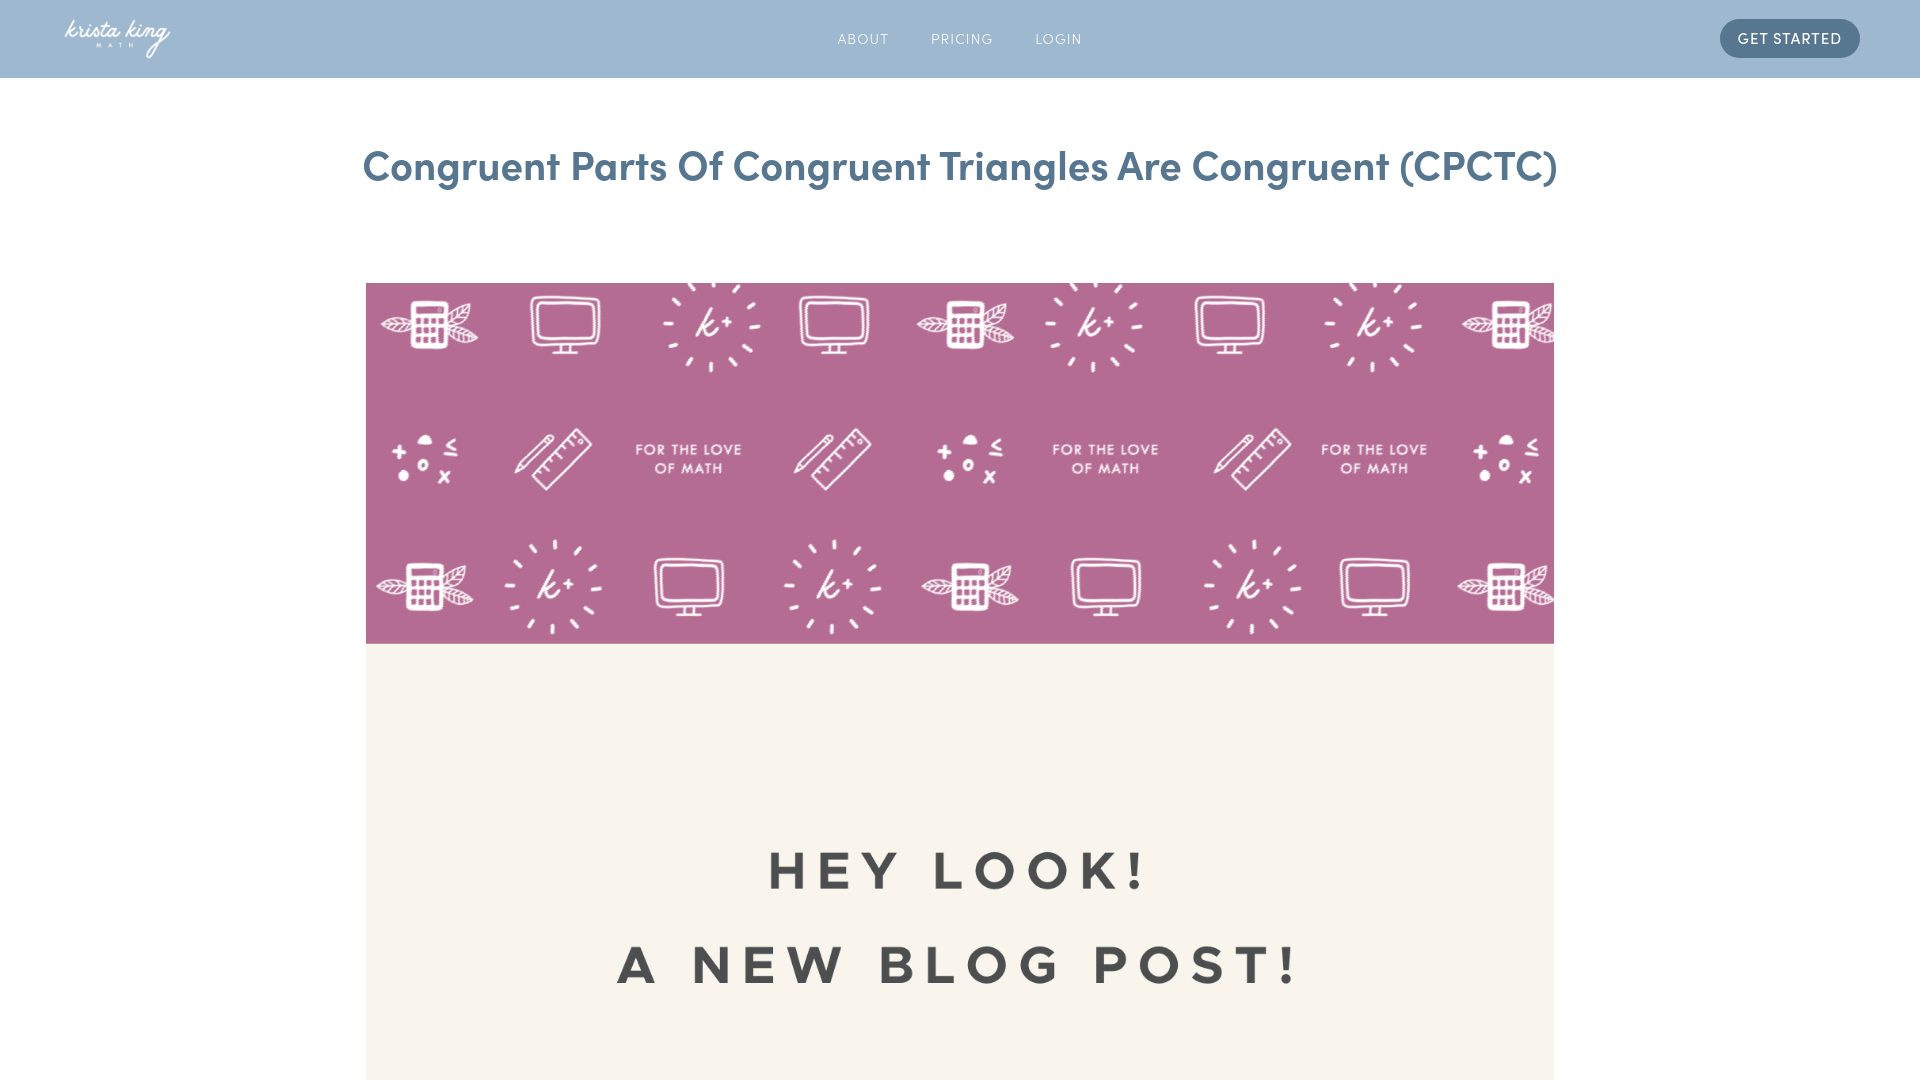 krista king
MATH
ABOUT PRICING LOGIN
GET STARTED
Congruent Parts Of Congruent Triangles Are Congruent (CPCTC)
k+ k+ k+
FOR THE LOVE OF MATH
FOR THE LOVE OF MATH
FOR THE LOVE OF MATH
k+ k+ k+
HEY LOOK!
A NEW BLOG POST!